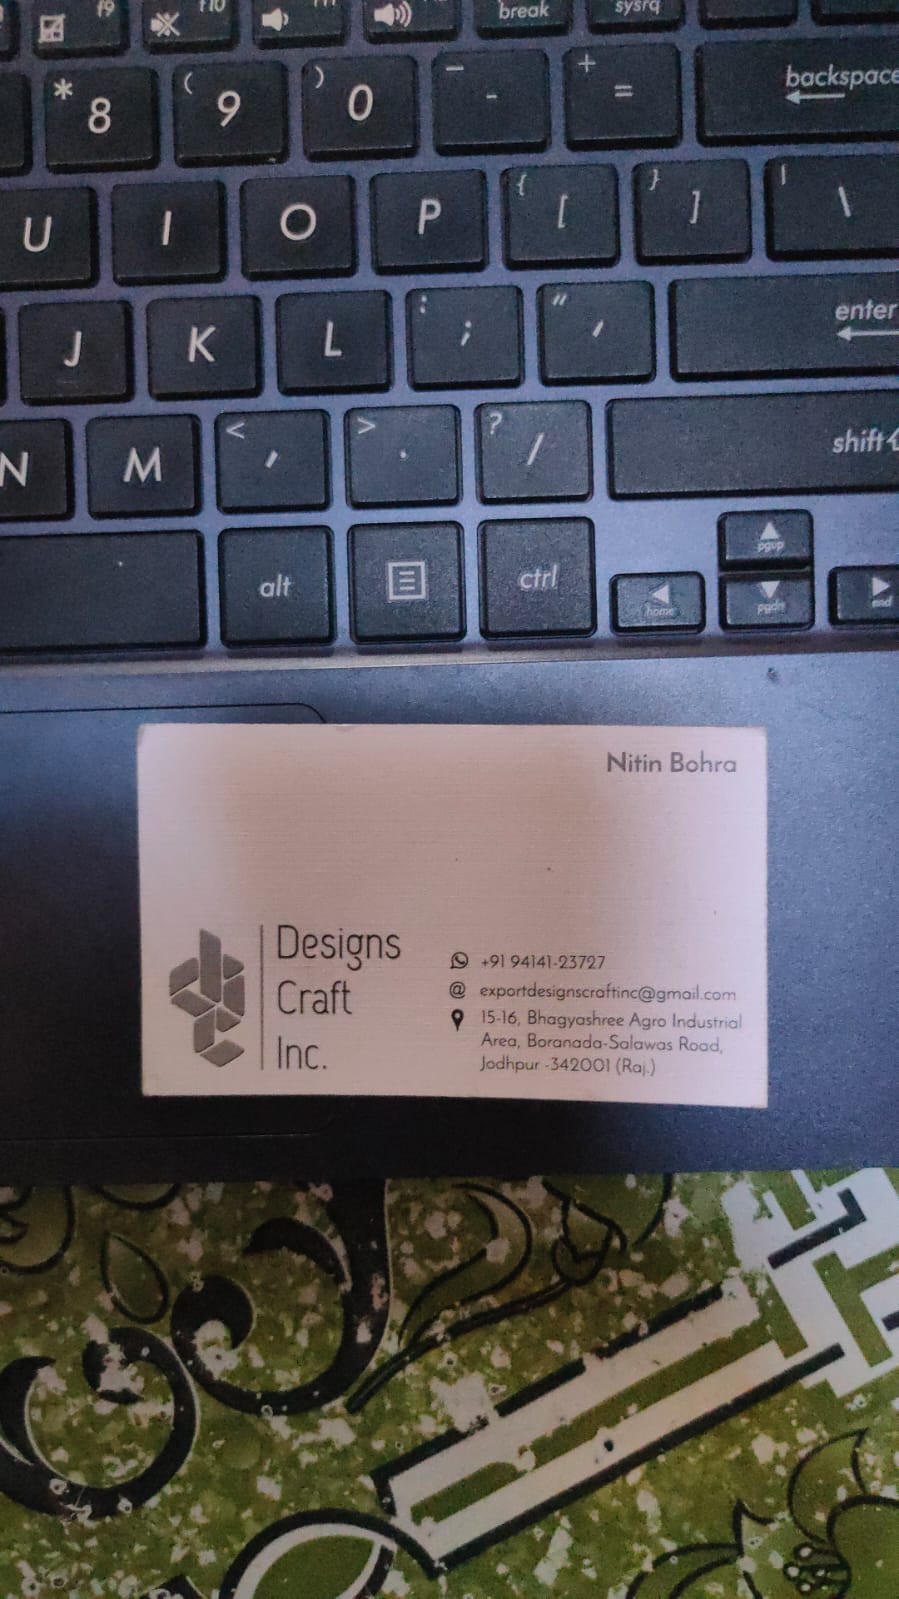 f9 f10 f11 break sysrq
* 8 ( 9 ) 0 _ - + = backspace
U I O P { [ } ] | \
J K L : ; " ' enter
N M < , > . ? / shift
alt ctrl home pgup pgdn end
Nitin Bohra
Designs
Craft
Inc.
+91 94141-23727
@ exportdesignscraftinc@gmail.com
15-16, Bhagyashree Agro Industrial
Area, Boranada-Salawas Road,
Jodhpur -342001 (Raj.)